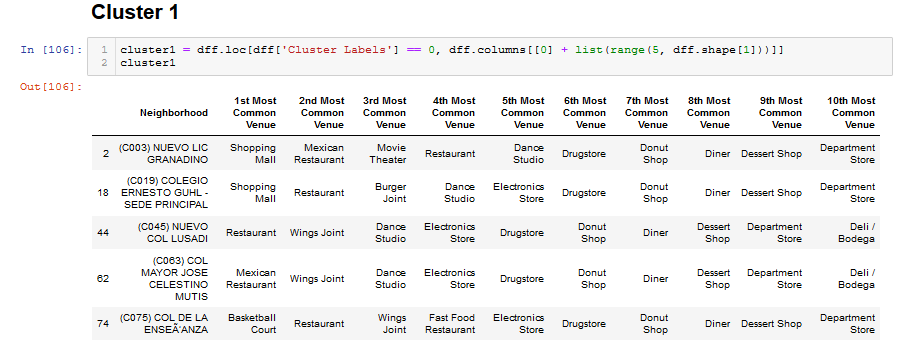 Cluster 1
In [106]:
1 cluster1 = dff.loc[dff['Cluster Labels'] == 0, dff.columns[[0] + list(range(5, dff.shape[1]))]]
2 cluster1
Out[106]:
Neighborhood 1st Most Common Venue 2nd Most Common Venue 3rd Most Common Venue 4th Most Common Venue 5th Most Common Venue 6th Most Common Venue 7th Most Common Venue 8th Most Common Venue 9th Most Common Venue 10th Most Common Venue
2 (C003) NUEVO LIC GRANADINO Shopping Mall Mexican Restaurant Movie Theater Restaurant Dance Studio Drugstore Donut Shop Diner Dessert Shop Department Store
18 (C019) COLEGIO ERNESTO GUHL - SEDE PRINCIPAL Shopping Mall Restaurant Burger Joint Dance Studio Electronics Store Drugstore Donut Shop Diner Dessert Shop Department Store
44 (C045) NUEVO COL LUSADI Restaurant Wings Joint Dance Studio Electronics Store Drugstore Donut Shop Diner Dessert Shop Department Store Deli / Bodega
62 (C063) COL MAYOR JOSE CELESTINO MUTIS Mexican Restaurant Wings Joint Dance Studio Electronics Store Drugstore Donut Shop Diner Dessert Shop Department Store Deli / Bodega
74 (C075) COL DE LA ENSEÃ'ANZA Basketball Court Restaurant Wings Joint Fast Food Restaurant Electronics Store Drugstore Donut Shop Diner Dessert Shop Department Store